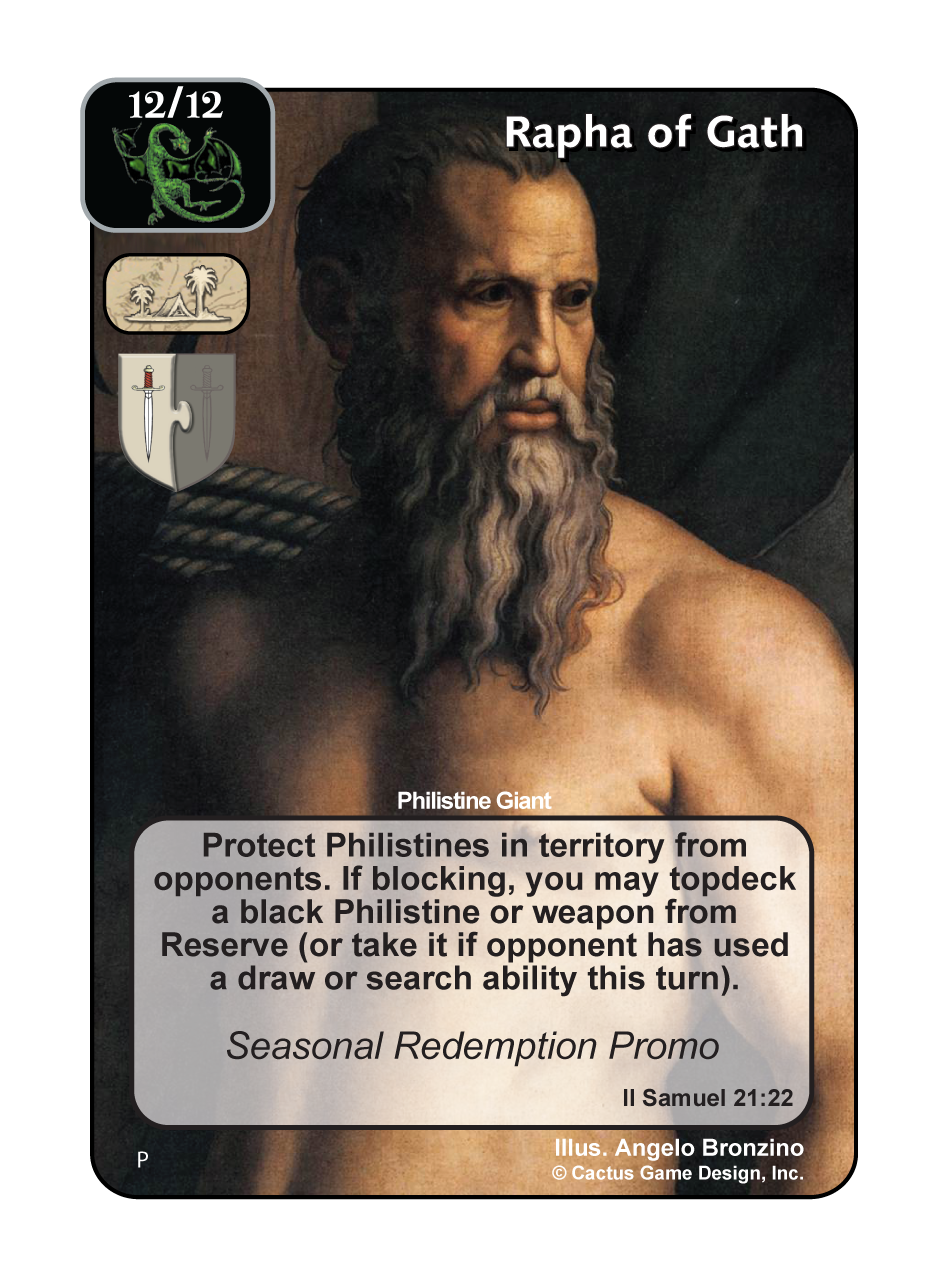 12/12
Rapha of Gath
Philistine Giant
Protect Philistines in territory from
opponents. If blocking, you may topdeck
a black Philistine or weapon from
Reserve (or take it if opponent has used
a draw or search ability this turn).
Seasonal Redemption Promo
II Samuel 21:22
P
Illus. Angelo Bronzino
© Cactus Game Design, Inc.